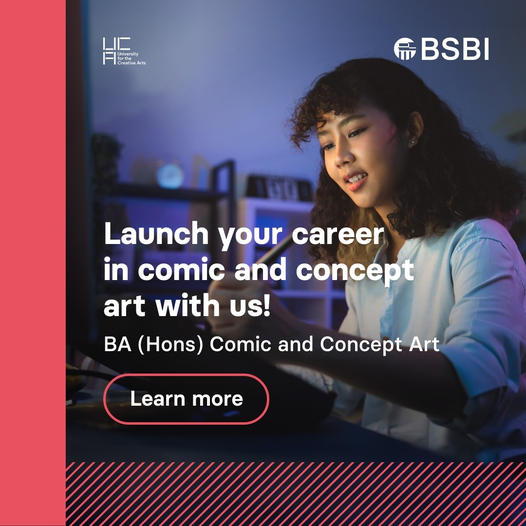 UCA
University
for the
Creative Arts
BSBI
Launch your career
in comic and concept
art with us!
BA (Hons) Comic and Concept Art
Learn more